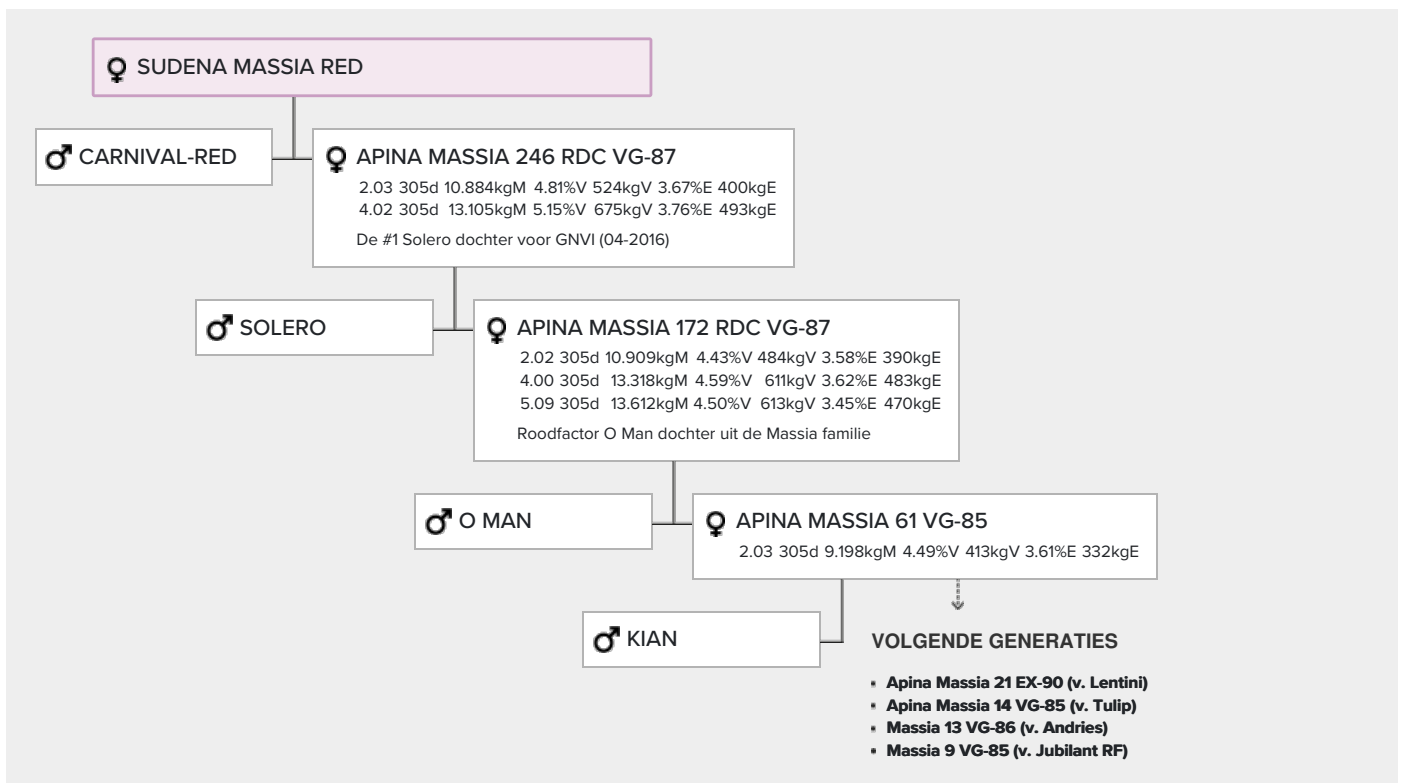 SUDENA MASSIA RED
CARNIVAL-RED
APINA MASSIA 246 RDC VG-87
2.03 305d 10.884kgM 4.81%V 524kgV 3.67%E 400kgE
4.02 305d 13.105kgM 5.15%V 675kgV 3.76%E 493kgE
De #1 Solero dochter voor GNVI (04-2016)
SOLERO
APINA MASSIA 172 RDC VG-87
2.02 305d 10.909kgM 4.43%V 484kgV 3.58%E 390kgE
4.00 305d 13.318kgM 4.59%V 611kgV 3.62%E 483kgE
5.09 305d 13.612kgM 4.50%V 613kgV 3.45%E 470kgE
Roodfactor O Man dochter uit de Massia familie
O MAN
APINA MASSIA 61 VG-85
2.03 305d 9.198kgM 4.49%V 413kgV 3.61%E 332kgE
KIAN
VOLGENDE GENERATIES
Apina Massia 21 EX-90 (v. Lentini)
Apina Massia 14 VG-85 (v. Tulip)
Massia 13 VG-86 (v. Andries)
Massia 9 VG-85 (v. Jubilant RF)